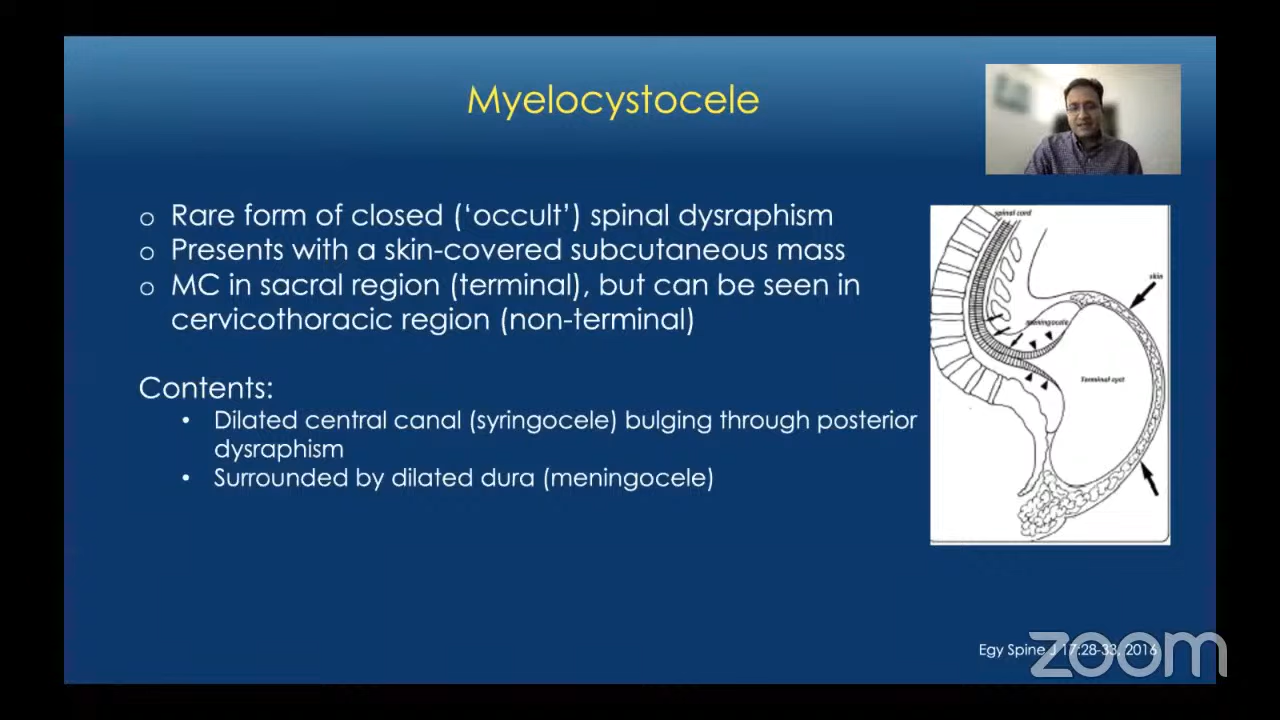 Myelocystocele
o Rare form of closed (‘occult’) spinal dysraphism
o Presents with a skin-covered subcutaneous mass
o MC in sacral region (terminal), but can be seen in
cervicothoracic region (non-terminal)
Contents:
• Dilated central canal (syringocele) bulging through posterior
dysraphism
• Surrounded by dilated dura (meningocele)
spinal cord
skin
meningocele
Terminal cyst
Egy Spine J 17:28-33, 2016
zoom